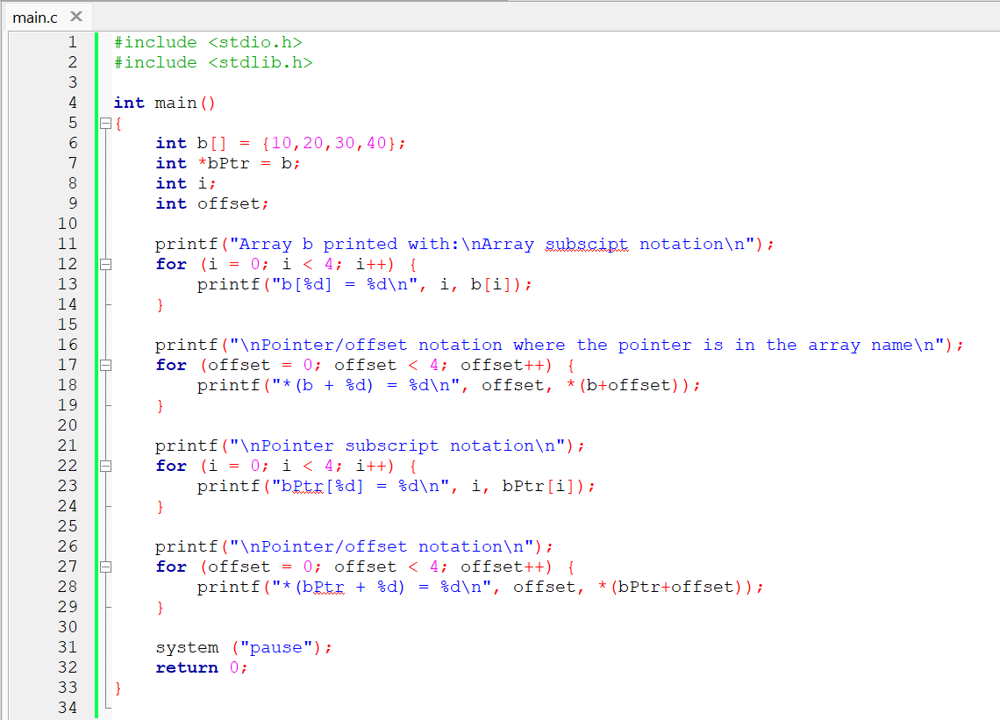 main.c ✕
1 #include <stdio.h>
2 #include <stdlib.h>
3
4 int main()
5 {
6     int b[] = {10,20,30,40};
7     int *bPtr = b;
8     int i;
9     int offset;
10
11     printf("Array b printed with:\nArray subscipt notation\n");
12     for (i = 0; i < 4; i++) {
13         printf("b[%d] = %d\n", i, b[i]);
14     }
15
16     printf("\nPointer/offset notation where the pointer is in the array name\n");
17     for (offset = 0; offset < 4; offset++) {
18         printf("*(b + %d) = %d\n", offset, *(b+offset));
19     }
20
21     printf("\nPointer subscript notation\n");
22     for (i = 0; i < 4; i++) {
23         printf("bPtr[%d] = %d\n", i, bPtr[i]);
24     }
25
26     printf("\nPointer/offset notation\n");
27     for (offset = 0; offset < 4; offset++) {
28         printf("*(bPtr + %d) = %d\n", offset, *(bPtr+offset));
29     }
30
31     system ("pause");
32     return 0;
33 }
34